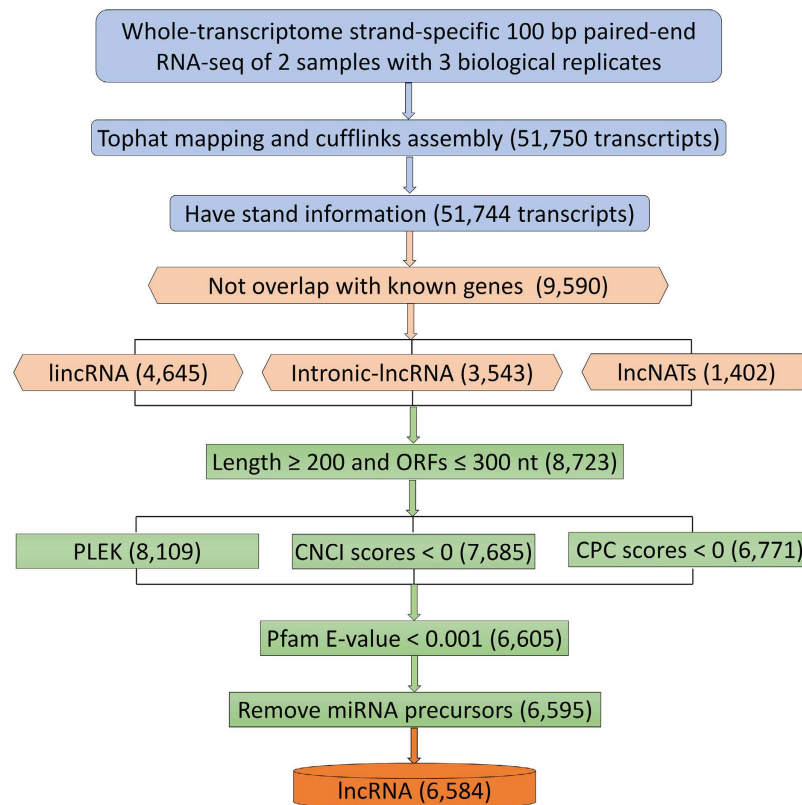 Whole-transcriptome strand-specific 100 bp paired-end
RNA-seq of 2 samples with 3 biological replicates
Tophat mapping and cufflinks assembly (51,750 transcrtipts)
Have stand information (51,744 transcripts)
Not overlap with known genes (9,590)
lincRNA (4,645)
Intronic-lncRNA (3,543)
lncNATs (1,402)
Length ≥ 200 and ORFs ≤ 300 nt (8,723)
PLEK (8,109)
CNCI scores < 0 (7,685)
CPC scores < 0 (6,771)
Pfam E-value < 0.001 (6,605)
Remove miRNA precursors (6,595)
lncRNA (6,584)